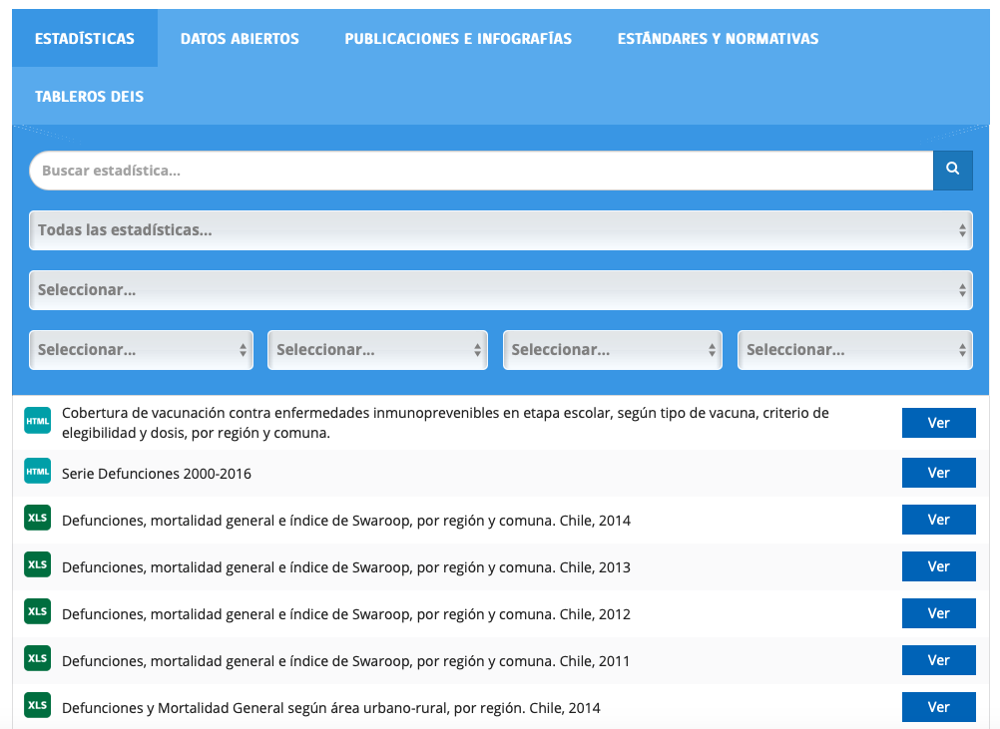 ESTADÍSTICAS
DATOS ABIERTOS
PUBLICACIONES E INFOGRAFÍAS
ESTÁNDARES Y NORMATIVAS
TABLEROS DEIS
Buscar estadística...
Todas las estadísticas...
Seleccionar...
Seleccionar...
Seleccionar...
Seleccionar...
Seleccionar...
HTML
Cobertura de vacunación contra enfermedades inmunoprevenibles en etapa escolar, según tipo de vacuna, criterio de
elegibilidad y dosis, por región y comuna.
Ver
HTML
Serie Defunciones 2000-2016
Ver
XLS
Defunciones, mortalidad general e índice de Swaroop, por región y comuna. Chile, 2014
Ver
XLS
Defunciones, mortalidad general e índice de Swaroop, por región y comuna. Chile, 2013
Ver
XLS
Defunciones, mortalidad general e índice de Swaroop, por región y comuna. Chile, 2012
Ver
XLS
Defunciones, mortalidad general e índice de Swaroop, por región y comuna. Chile, 2011
Ver
XLS
Defunciones y Mortalidad General según área urbano-rural, por región. Chile, 2014
Ver